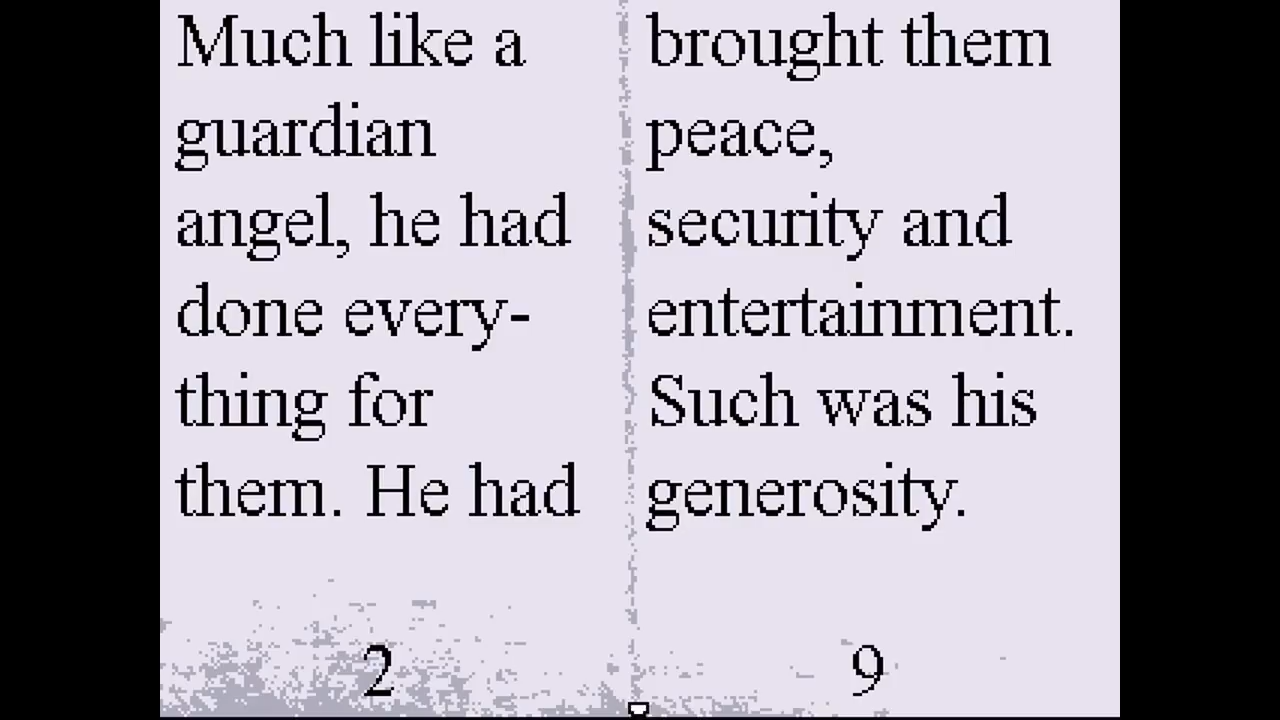 Much like a
guardian
angel, he had
done every-
thing for
them. He had
2
brought them
peace,
security and
entertainment.
Such was his
generosity.
9